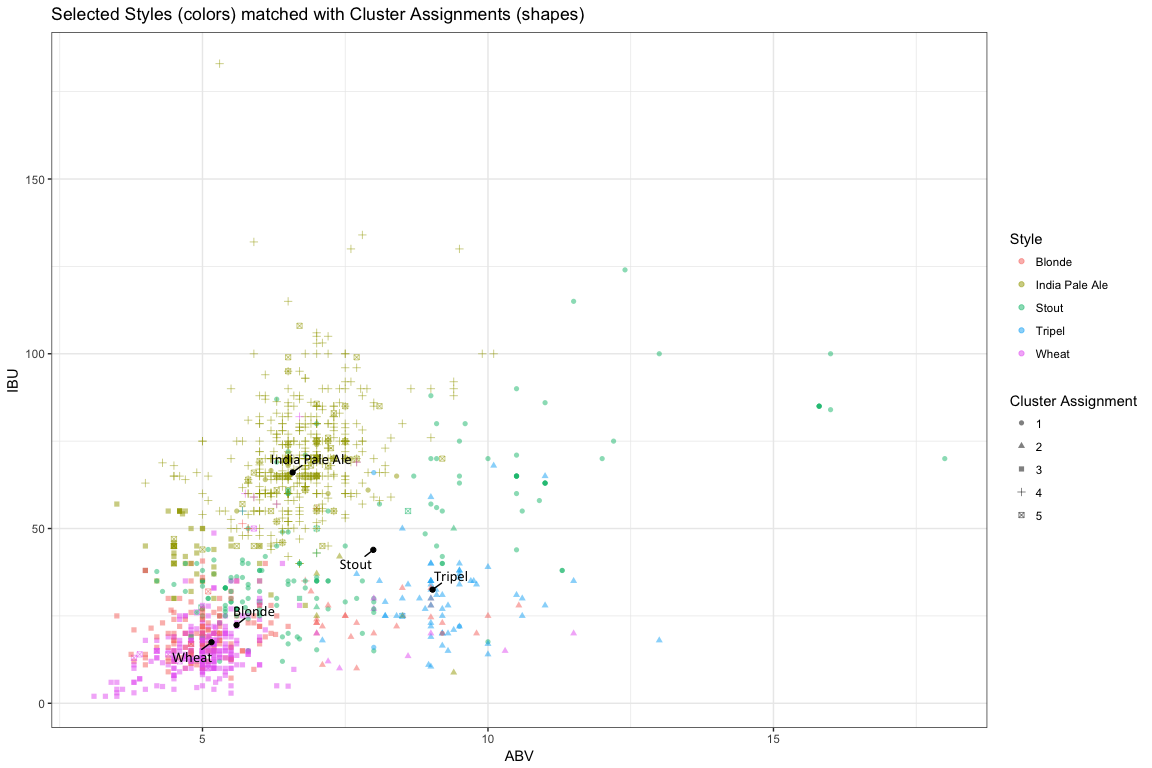 Selected Styles (colors) matched with Cluster Assignments (shapes)
150
100
50
0
IBU
5
10
15
ABV
India Pale Ale
Stout
Tripel
Blonde
Wheat
Style
Blonde
India Pale Ale
Stout
Tripel
Wheat
Cluster Assignment
1
2
3
4
5